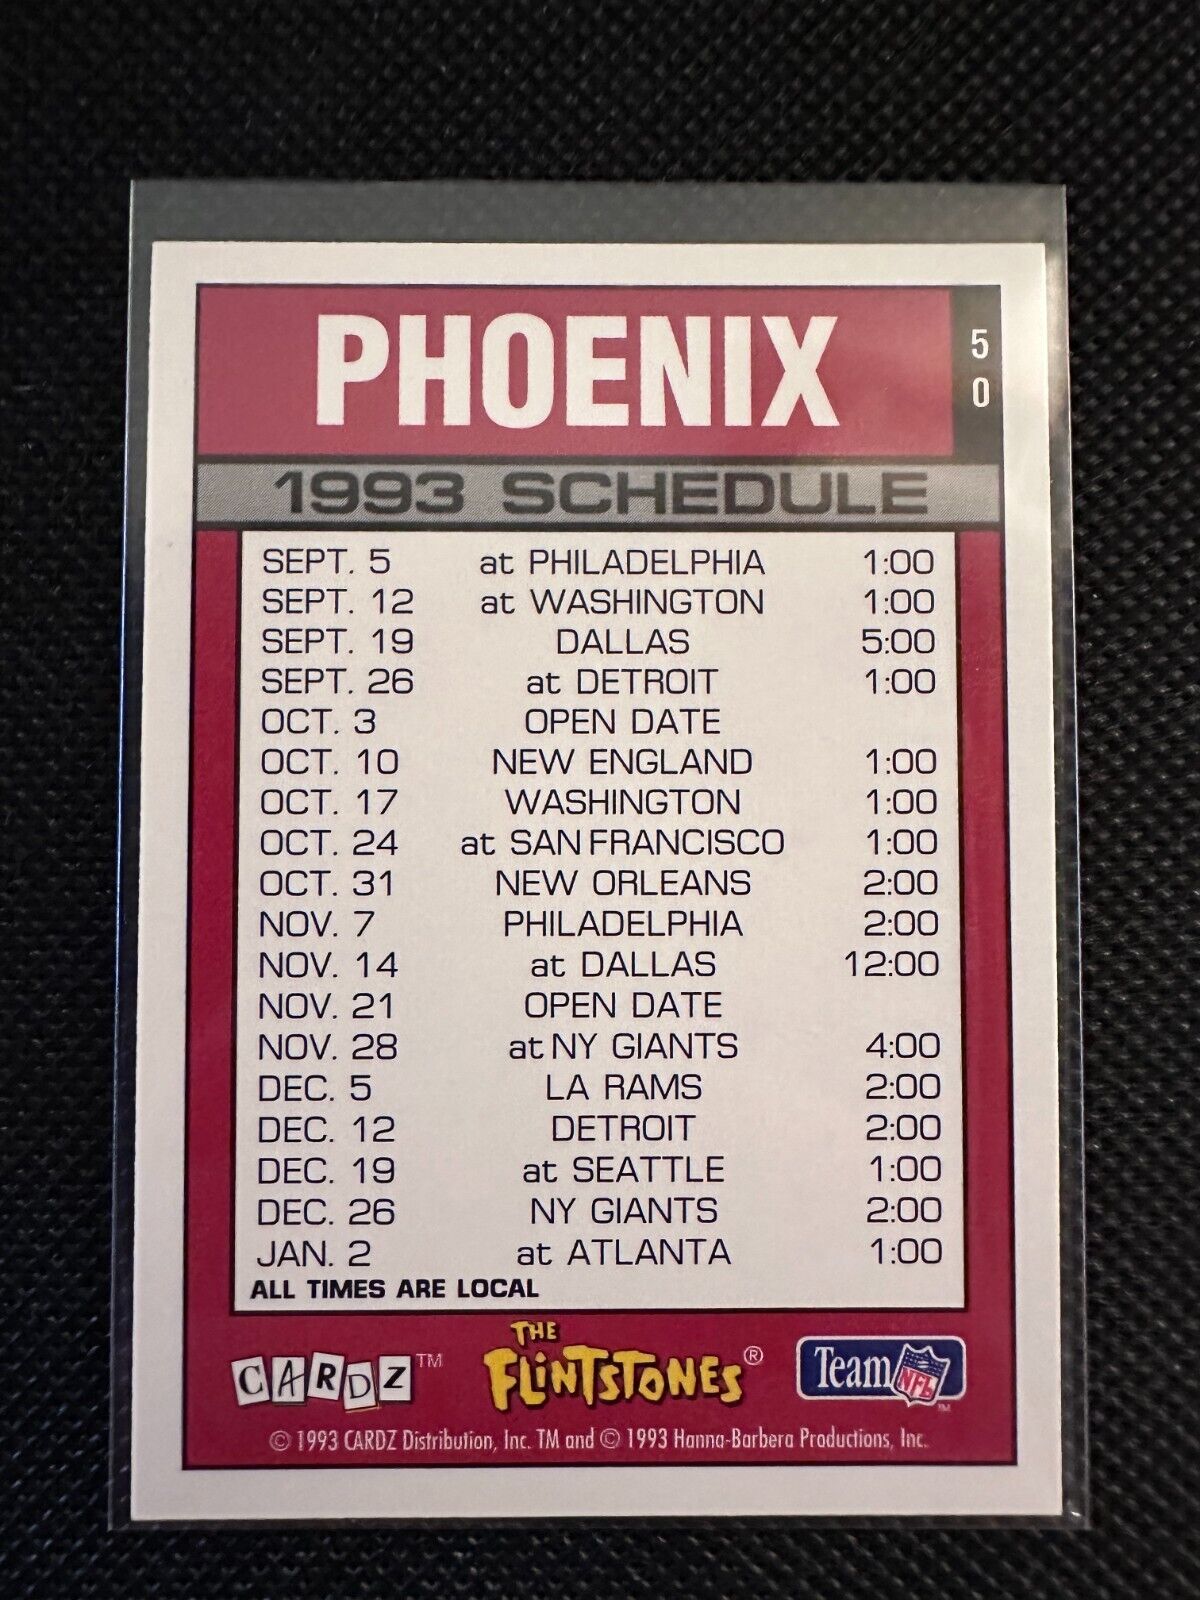 PHOENIX
50
1993 SCHEDULE
SEPT. 5 at PHILADELPHIA 1:00
SEPT. 12 at WASHINGTON 1:00
SEPT. 19 DALLAS 5:00
SEPT. 26 at DETROIT 1:00
OCT. 3 OPEN DATE
OCT. 10 NEW ENGLAND 1:00
OCT. 17 WASHINGTON 1:00
OCT. 24 at SAN FRANCISCO 1:00
OCT. 31 NEW ORLEANS 2:00
NOV. 7 PHILADELPHIA 2:00
NOV. 14 at DALLAS 12:00
NOV. 21 OPEN DATE
NOV. 28 at NY GIANTS 4:00
DEC. 5 LA RAMS 2:00
DEC. 12 DETROIT 2:00
DEC. 19 at SEATTLE 1:00
DEC. 26 NY GIANTS 2:00
JAN. 2 at ATLANTA 1:00
ALL TIMES ARE LOCAL
CARDZ™ THE FLINTSTONES® Team NFL™
© 1993 CARDZ Distribution, Inc. TM and © 1993 Hanna-Barbera Productions, Inc.